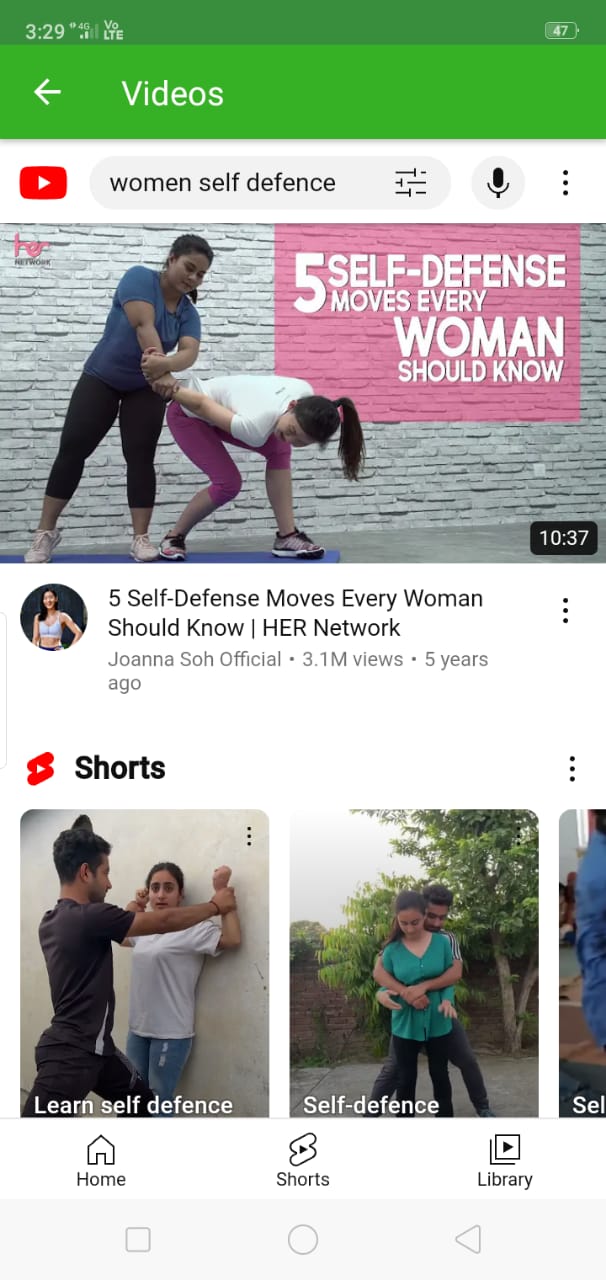 3:29 4G Vo LTE 47
Videos
women self defence
her
NETWORK
5 SELF-DEFENSE
MOVES EVERY
WOMAN
SHOULD KNOW
10:37
5 Self-Defense Moves Every Woman
Should Know | HER Network
Joanna Soh Official • 3.1M views • 5 years
ago
Shorts
Learn self defence
Self-defence
Sel
Home
Shorts
Library